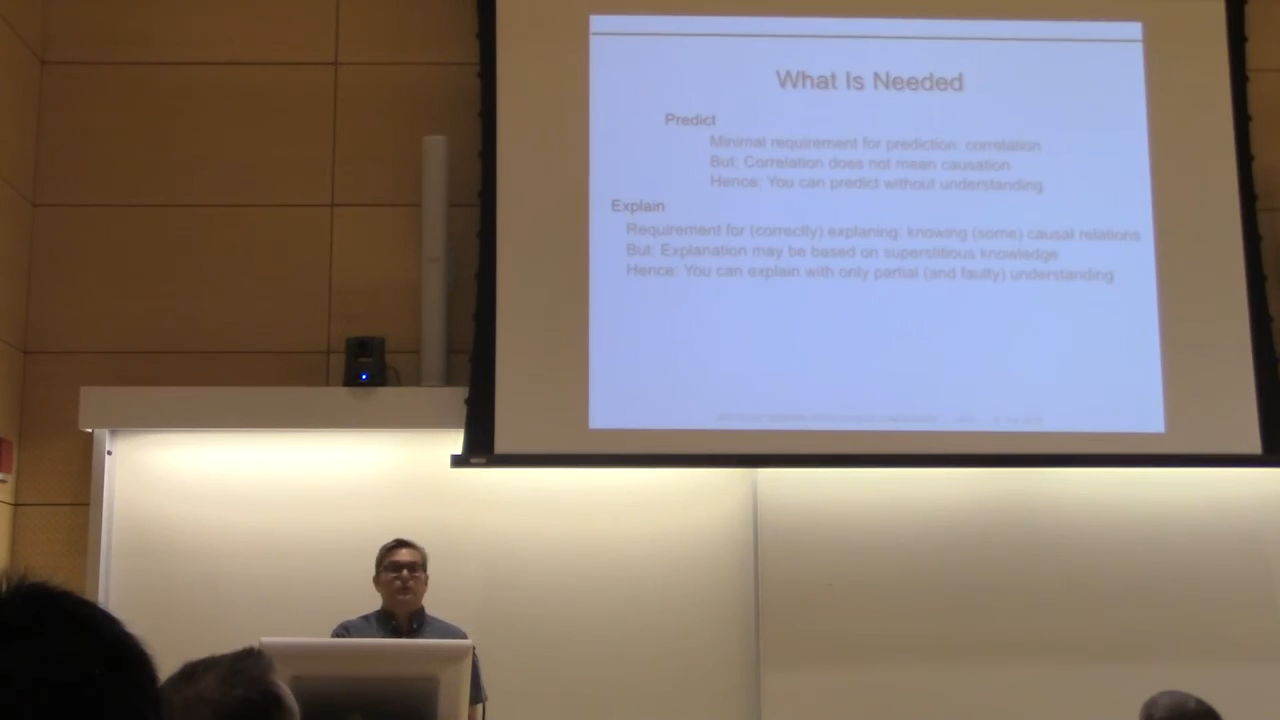 What Is Needed
Predict
Minimal requirement for prediction: correlation
But: Correlation does not mean causation
Hence: You can predict without understanding
Explain
Requirement for (correctly) explaning: knowing (some) causal relations
But: Explanation may be based on superstitious knowledge
Hence: You can explain with only partial (and faulty) understanding